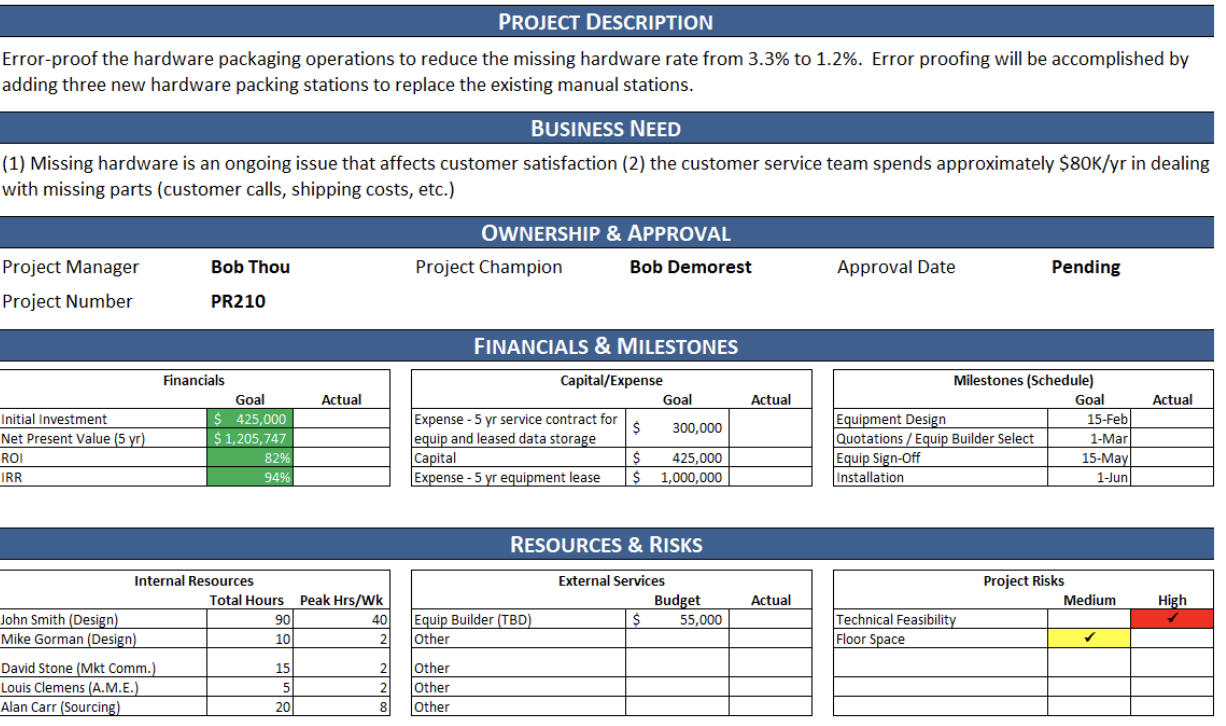 PROJECT DESCRIPTION
Error-proof the hardware packaging operations to reduce the missing hardware rate from 3.3% to 1.2%.  Error proofing will be accomplished by
adding three new hardware packing stations to replace the existing manual stations.
BUSINESS NEED
(1) Missing hardware is an ongoing issue that affects customer satisfaction (2) the customer service team spends approximately $80K/yr in dealing
with missing parts (customer calls, shipping costs, etc.)
OWNERSHIP & APPROVAL
Project Manager Bob Thou Project Champion Bob Demorest Approval Date Pending
Project Number PR210
FINANCIALS & MILESTONES
Financials
Goal Actual
Initial Investment $ 425,000
Net Present Value (5 yr) $ 1,205,747
ROI 82%
IRR 94%
Capital/Expense
Goal Actual
Expense - 5 yr service contract for
equip and leased data storage $ 300,000
Capital $ 425,000
Expense - 5 yr equipment lease $ 1,000,000
Milestones (Schedule)
Goal Actual
Equipment Design 15-Feb
Quotations / Equip Builder Select 1-Mar
Equip Sign-Off 15-May
Installation 1-Jun
RESOURCES & RISKS
Internal Resources
Total Hours Peak Hrs/Wk
John Smith (Design) 90 40
Mike Gorman (Design) 10 2
David Stone (Mkt Comm.) 15 2
Louis Clemens (A.M.E.) 5 2
Alan Carr (Sourcing) 20 8
External Services
Budget Actual
Equip Builder (TBD) $ 55,000
Other
Other
Other
Other
Project Risks
Medium High
Technical Feasibility ✓
Floor Space ✓